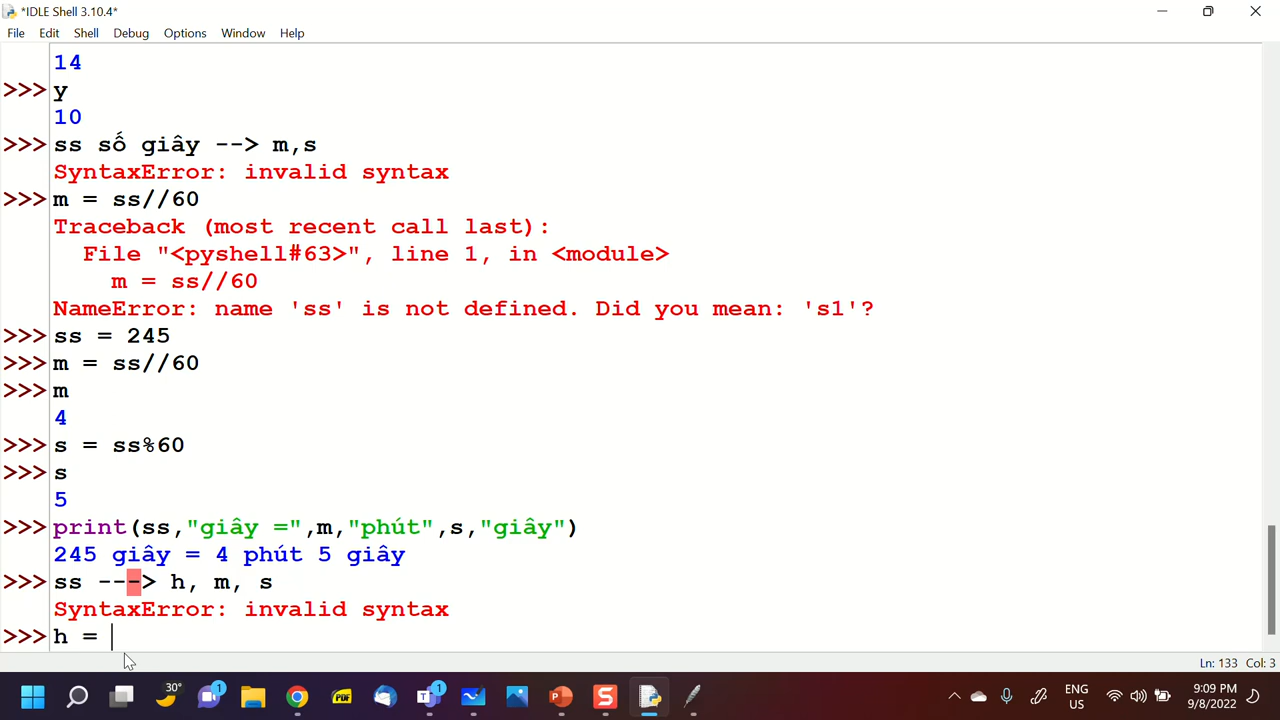 *IDLE Shell 3.10.4*
File Edit Shell Debug Options Window Help
14
>>> y
10
>>> ss số giây --> m,s
SyntaxError: invalid syntax
>>> m = ss//60
Traceback (most recent call last):
File "<pyshell#63>", line 1, in <module>
m = ss//60
NameError: name 'ss' is not defined. Did you mean: 's1'?
>>> ss = 245
>>> m = ss//60
>>> m
4
>>> s = ss%60
>>> s
5
>>> print(ss,"giây =",m,"phút",s,"giây")
245 giây = 4 phút 5 giây
>>> ss ---> h, m, s
SyntaxError: invalid syntax
>>> h =
Ln: 133 Col: 3
30°
1
PDF
1
S
ENG
US
9:09 PM
9/8/2022